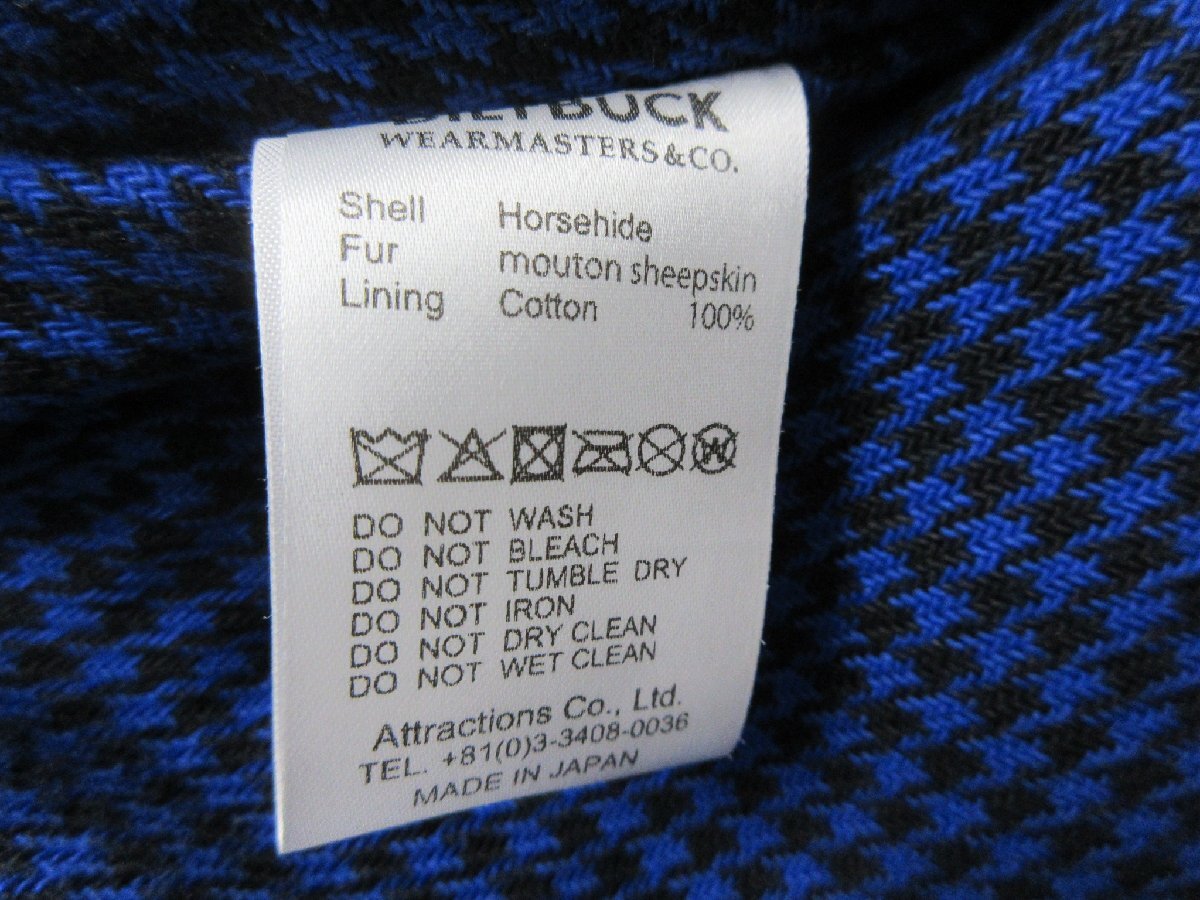 BILTBUCK
WEARMASTERS&CO.
Shell Horsehide
Fur mouton sheepskin
Lining Cotton 100%
W
DO NOT WASH
DO NOT BLEACH
DO NOT TUMBLE DRY
DO NOT IRON
DO NOT DRY CLEAN
DO NOT WET CLEAN
Attractions Co., Ltd.
TEL. +81(0)3-3408-0036
MADE IN JAPAN